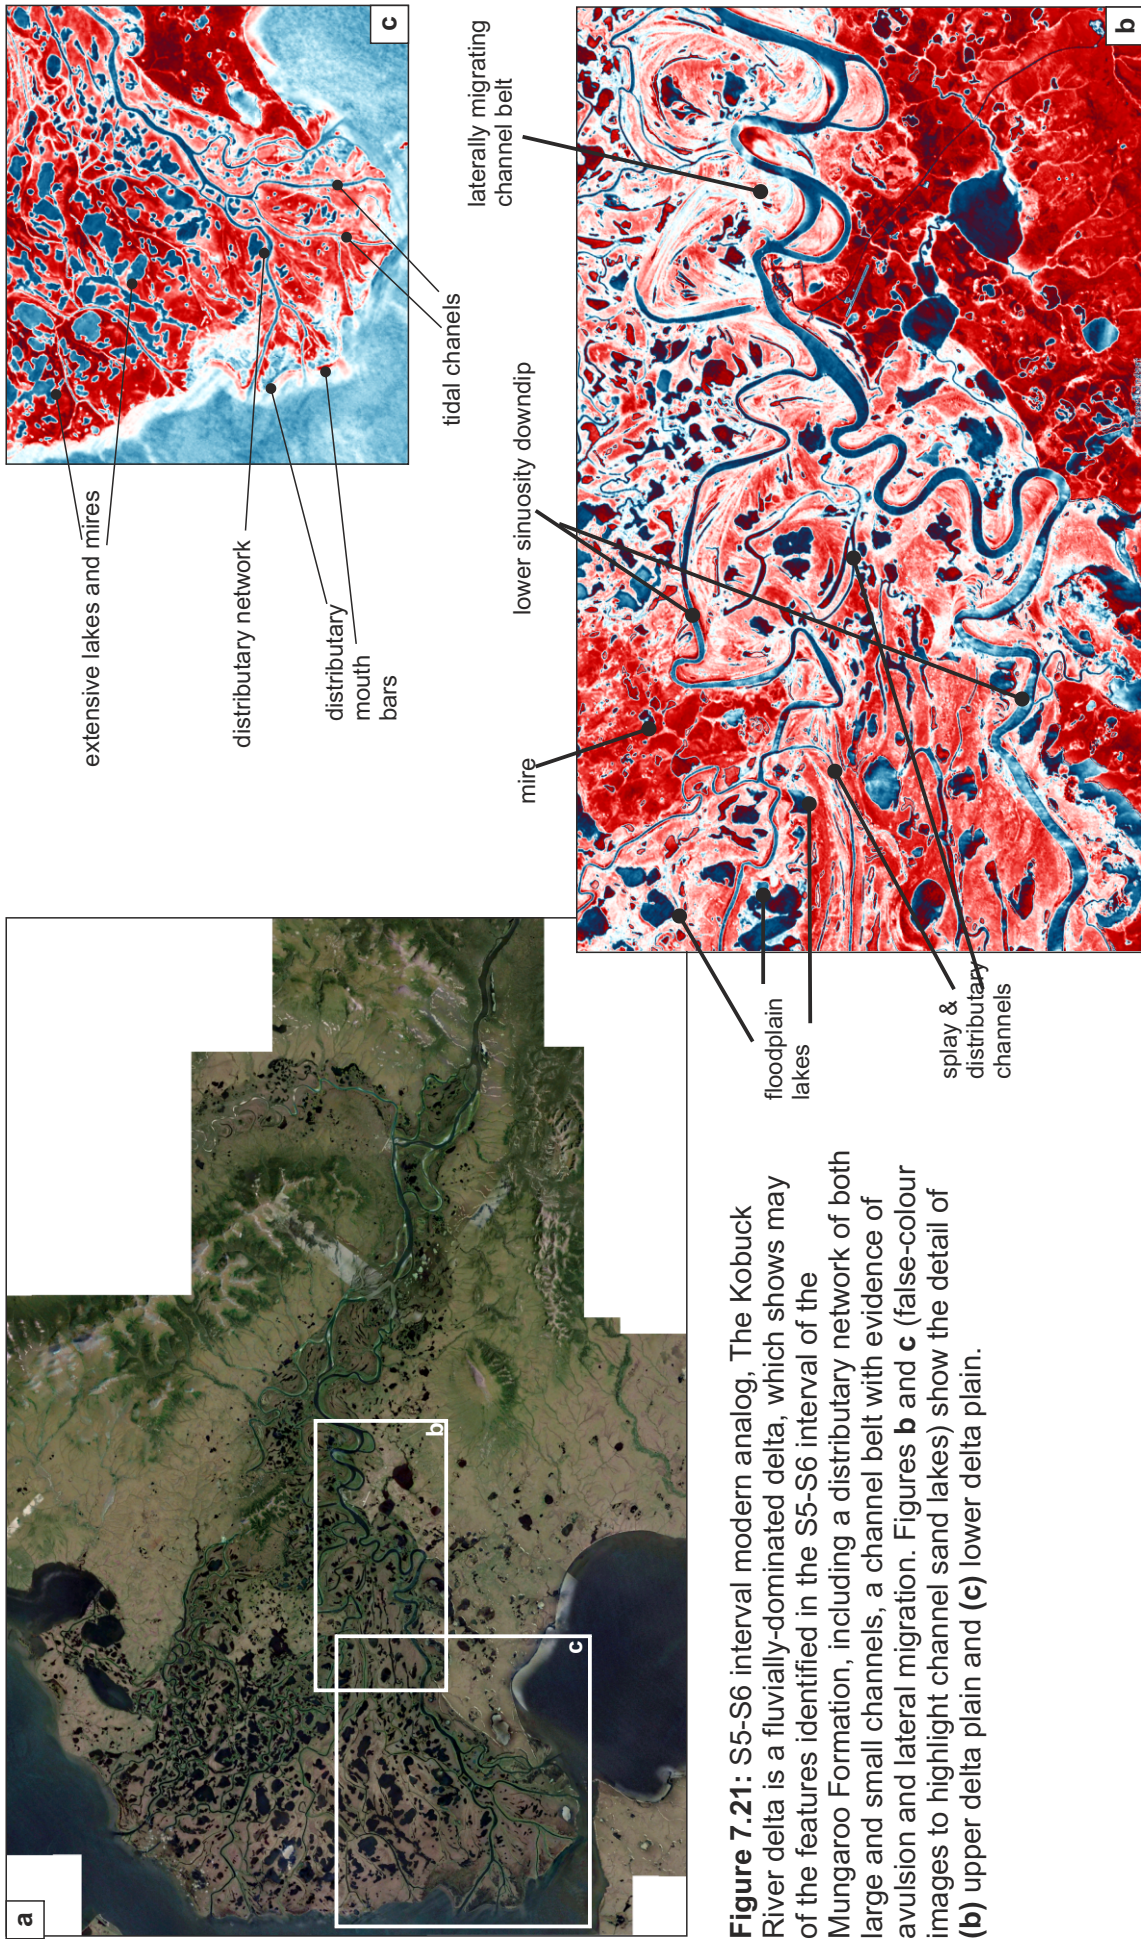 a
b
c
extensive lakes and mires
distributary network
distributary
mouth
bars
tidal channels
c
laterally migrating
channel belt
lower sinuosity downdip
mire
floodplain
lakes
splay &
distributary
channels
b
Figure 7.21: S5-S6 interval modern analog, The Kobuck
River delta is a fluvially-dominated delta, which shows may
of the features identified in the S5-S6 interval of the
Mungaroo Formation, including a distributary network of both
large and small channels, a channel belt with evidence of
avulsion and lateral migration. Figures b and c (false-colour
images to highlight channel sand lakes) show the detail of
(b) upper delta plain and (c) lower delta plain.